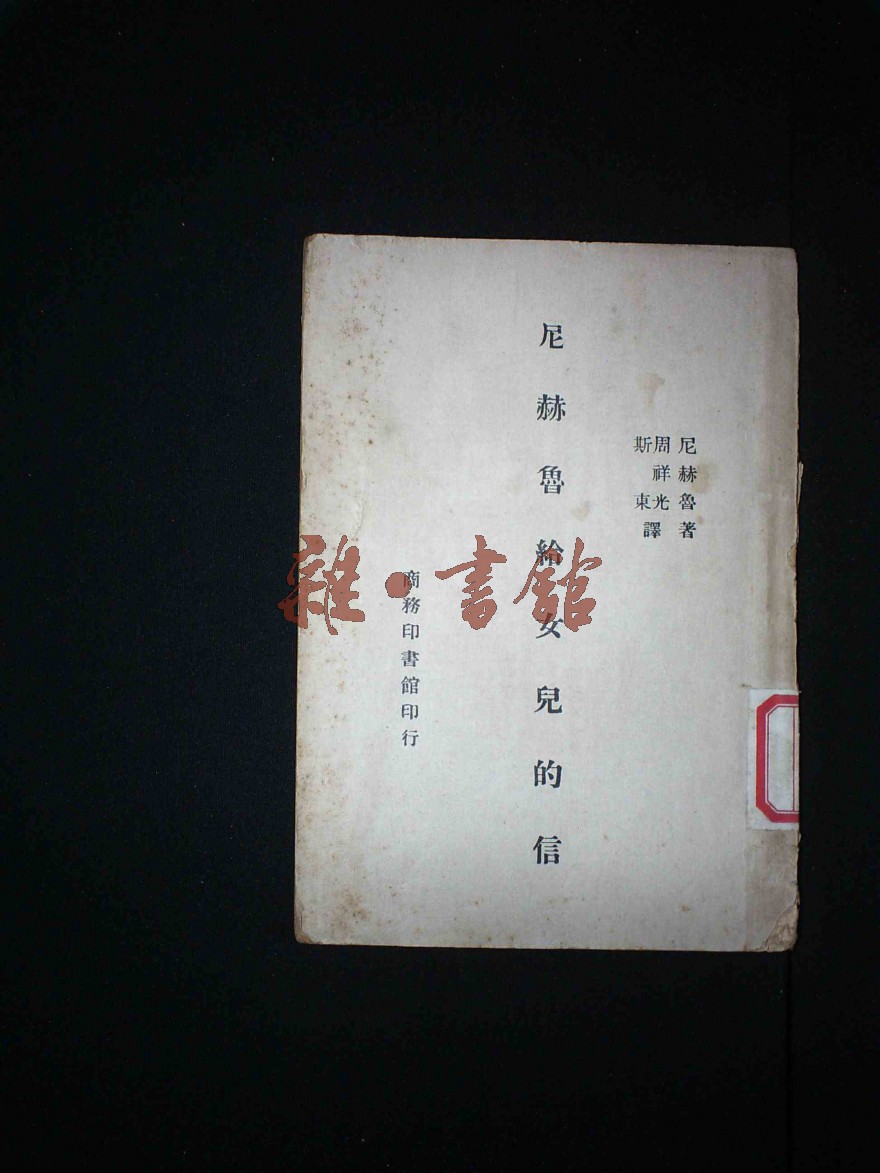 尼赫魯著
周祥光
斯東
譯
尼赫魯給女兒的信
商務印書館印行
雜·書館